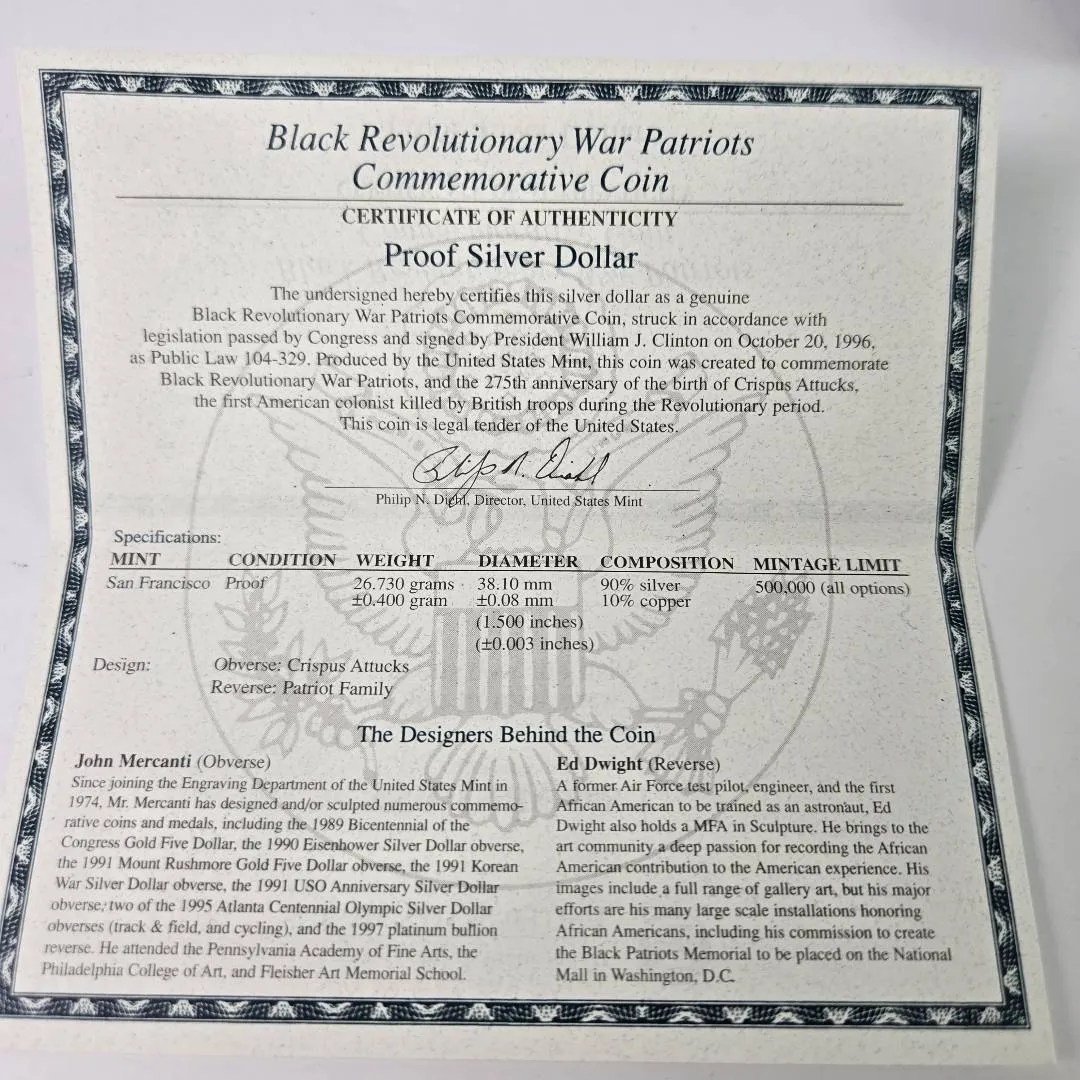 Black Revolutionary War Patriots
Commemorative Coin
CERTIFICATE OF AUTHENTICITY
Proof Silver Dollar
The undersigned hereby certifies this silver dollar as a genuine
Black Revolutionary War Patriots Commemorative Coin, struck in accordance with
legislation passed by Congress and signed by President William J. Clinton on October 20, 1996,
as Public Law 104-329. Produced by the United States Mint, this coin was created to commemorate
Black Revolutionary War Patriots, and the 275th anniversary of the birth of Crispus Attucks,
the first American colonist killed by British troops during the Revolutionary period.
This coin is legal tender of the United States.
Philip N. Diehl
Philip N. Diehl, Director, United States Mint
Specifications:
MINT CONDITION WEIGHT DIAMETER COMPOSITION MINTAGE LIMIT
San Francisco Proof 26.730 grams 38.10 mm 90% silver 500,000 (all options)
±0.400 gram ±0.08 mm 10% copper
(1.500 inches)
(±0.003 inches)
Design: Obverse: Crispus Attucks
Reverse: Patriot Family
The Designers Behind the Coin
John Mercanti (Obverse)
Since joining the Engraving Department of the United States Mint in
1974, Mr. Mercanti has designed and/or sculpted numerous commemo-
rative coins and medals, including the 1989 Bicentennial of the
Congress Gold Five Dollar, the 1990 Eisenhower Silver Dollar obverse,
the 1991 Mount Rushmore Gold Five Dollar obverse, the 1991 Korean
War Silver Dollar obverse, the 1991 USO Anniversary Silver Dollar
obverse, two of the 1995 Atlanta Centennial Olympic Silver Dollar
obverses (track & field, and cycling), and the 1997 platinum bullion
reverse. He attended the Pennsylvania Academy of Fine Arts, the
Philadelphia College of Art, and Fleisher Art Memorial School.
Ed Dwight (Reverse)
A former Air Force test pilot, engineer, and the first
African American to be trained as an astronaut, Ed
Dwight also holds a MFA in Sculpture. He brings to the
art community a deep passion for recording the African
American contribution to the American experience. His
images include a full range of gallery art, but his major
efforts are his many large scale installations honoring
African Americans, including his commission to create
the Black Patriots Memorial to be placed on the National
Mall in Washington, D.C.